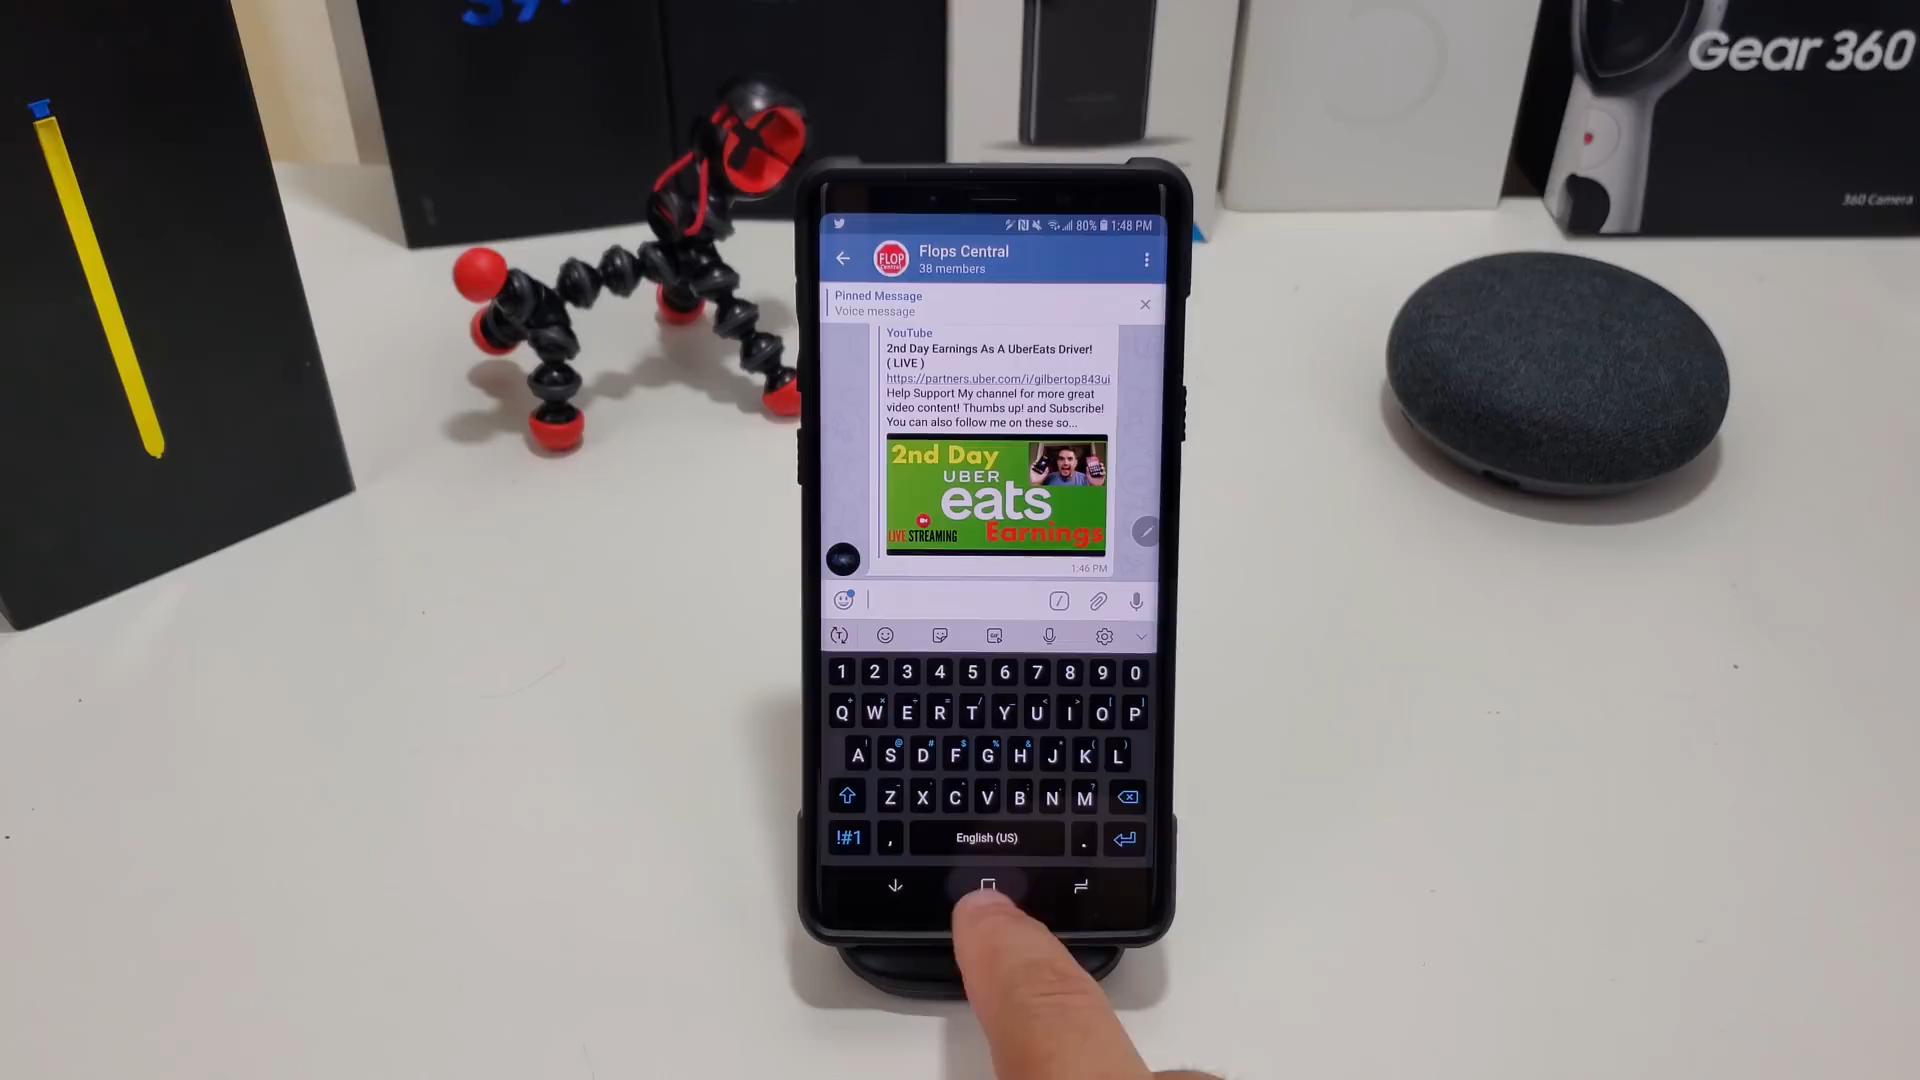 Gear 360
360 Camera
80% 1:48 PM
FLOP
Central
Flops Central
38 members
Pinned Message
Voice message
YouTube
2nd Day Earnings As A UberEats Driver!
( LIVE )
https://partners.uber.com/i/gilbertop843ui
Help Support My channel for more great
video content! Thumbs up! and Subscribe!
You can also follow me on these so...
2nd Day
UBER
eats
LIVE STREAMING
Earnings
1:46 PM
GIF
1 2 3 4 5 6 7 8 9 0
Q W E R T Y U I O P
A S D F G H J K L
Z X C V B N M
!#1 , English (US) .